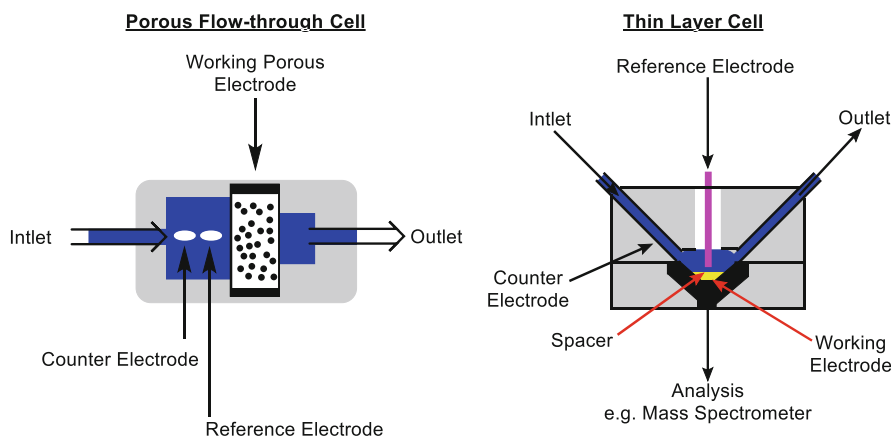 Porous Flow-through Cell
Working Porous
Electrode
Intlet
Outlet
Counter Electrode
Reference Electrode
Thin Layer Cell
Reference Electrode
Intlet
Outlet
Counter
Electrode
Spacer
Working
Electrode
Analysis
e.g. Mass Spectrometer